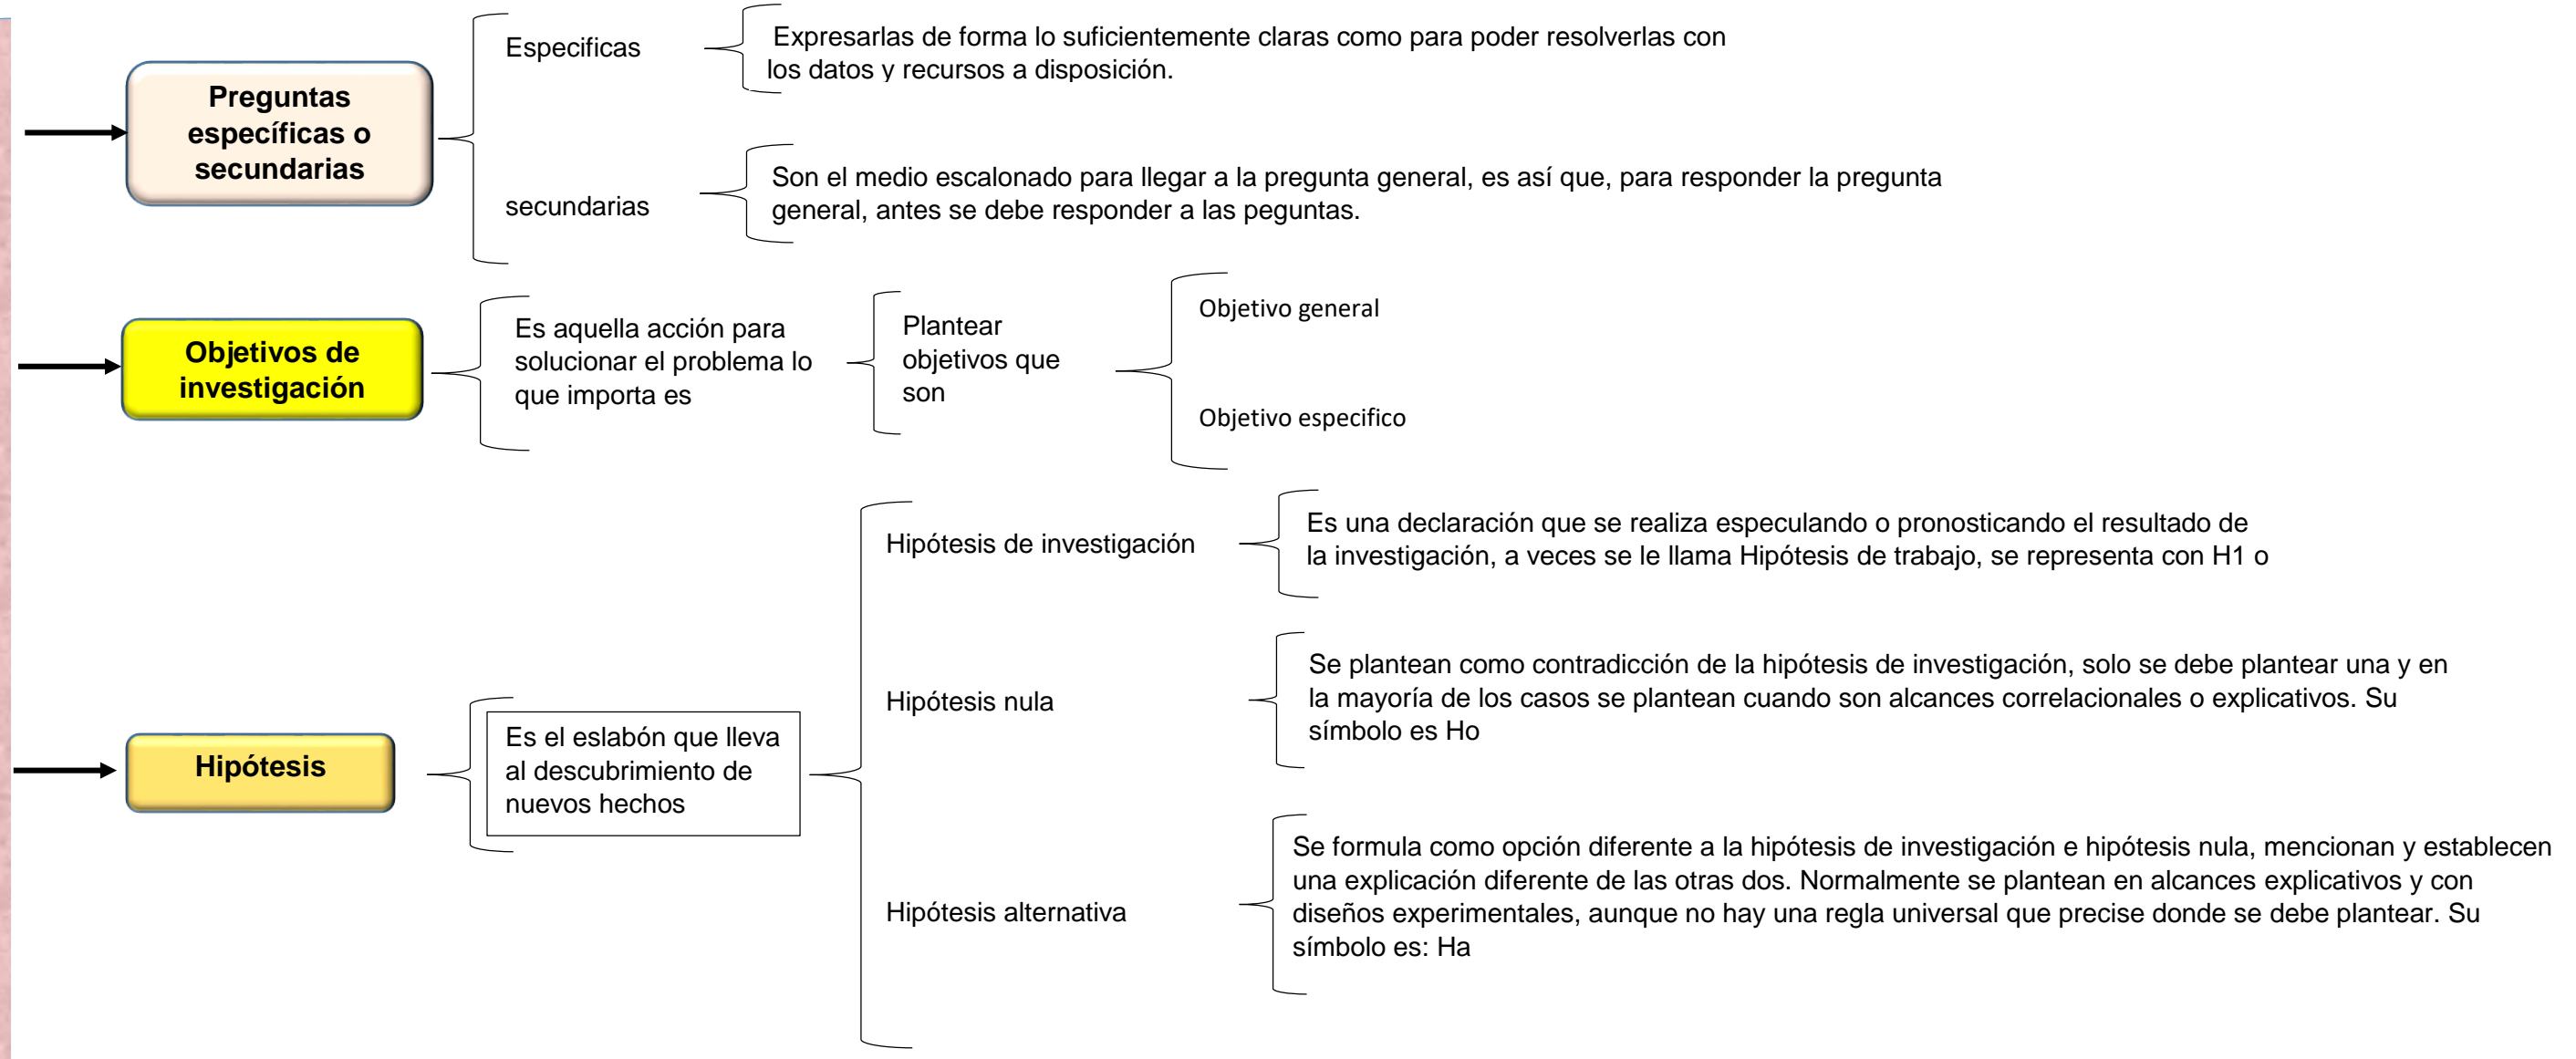 Preguntas
específicas o
secundarias
Especificas
Expresarlas de forma lo suficientemente claras como para poder resolverlas con
los datos y recursos a disposición.
secundarias
Son el medio escalonado para llegar a la pregunta general, es así que, para responder la pregunta
general, antes se debe responder a las peguntas.
Objetivos de
investigación
Es aquella acción para
solucionar el problema lo
que importa es
Plantear
objetivos que
son
Objetivo general
Objetivo especifico
Hipótesis
Es el eslabón que lleva
al descubrimiento de
nuevos hechos
Hipótesis de investigación
Es una declaración que se realiza especulando o pronosticando el resultado de
la investigación, a veces se le llama Hipótesis de trabajo, se representa con H1 o
Hipótesis nula
Se plantean como contradicción de la hipótesis de investigación, solo se debe plantear una y en
la mayoría de los casos se plantean cuando son alcances correlacionales o explicativos. Su
símbolo es Ho
Hipótesis alternativa
Se formula como opción diferente a la hipótesis de investigación e hipótesis nula, mencionan y establecen
una explicación diferente de las otras dos. Normalmente se plantean en alcances explicativos y con
diseños experimentales, aunque no hay una regla universal que precise donde se debe plantear. Su
símbolo es: Ha